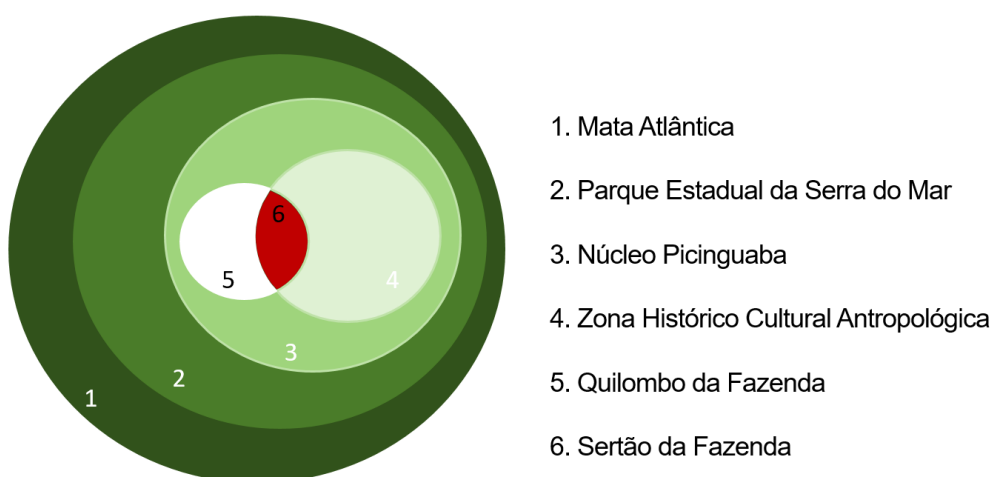 6
5
4
3
2
1
1. Mata Atlântica
2. Parque Estadual da Serra do Mar
3. Núcleo Picinguaba
4. Zona Histórico Cultural Antropológica
5. Quilombo da Fazenda
6. Sertão da Fazenda